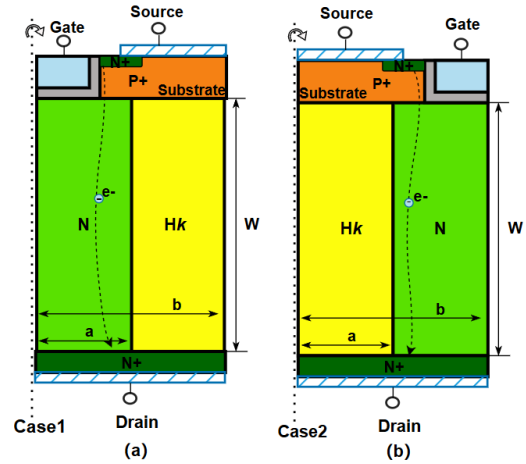 Source
Gate
N+
P+
Substrate
e-
N
Hk
W
b
a
N+
Drain
Case1
(a)
Source
Gate
N+
P+
Substrate
e-
Hk
N
W
b
a
N+
Drain
Case2
(b)